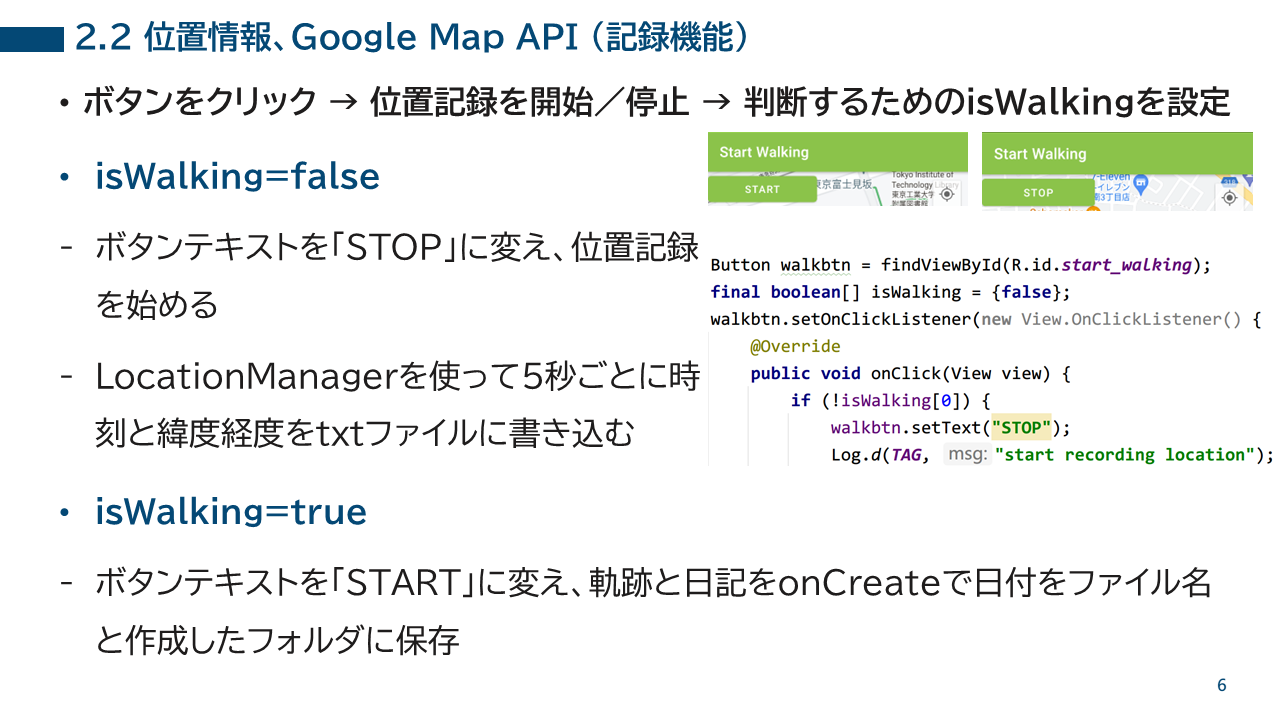 2.2 位置情報、Google Map API（記録機能）
• ボタンをクリック → 位置記録を開始／停止 → 判断するためのisWalkingを設定
• isWalking=false
- ボタンテキストを「STOP」に変え、位置記録
を始める
- LocationManagerを使って5秒ごとに時
刻と緯度経度をtxtファイルに書き込む
• isWalking=true
- ボタンテキストを「START」に変え、軌跡と日記をonCreateで日付をファイル名
と作成したフォルダに保存
Start Walking
START
東京富士見坂
Tokyo Institute of
Technology Library
東京工業大学
附属図書館
Start Walking
STOP
7-Eleven
イレブン
南3丁目店
Button walkbtn = findViewById(R.id.start_walking);
final boolean[] isWalking = {false};
walkbtn.setOnClickListener(new View.OnClickListener() {
@Override
public void onClick(View view) {
if (!isWalking[0]) {
walkbtn.setText("STOP");
Log.d(TAG, msg: "start recording location");
6